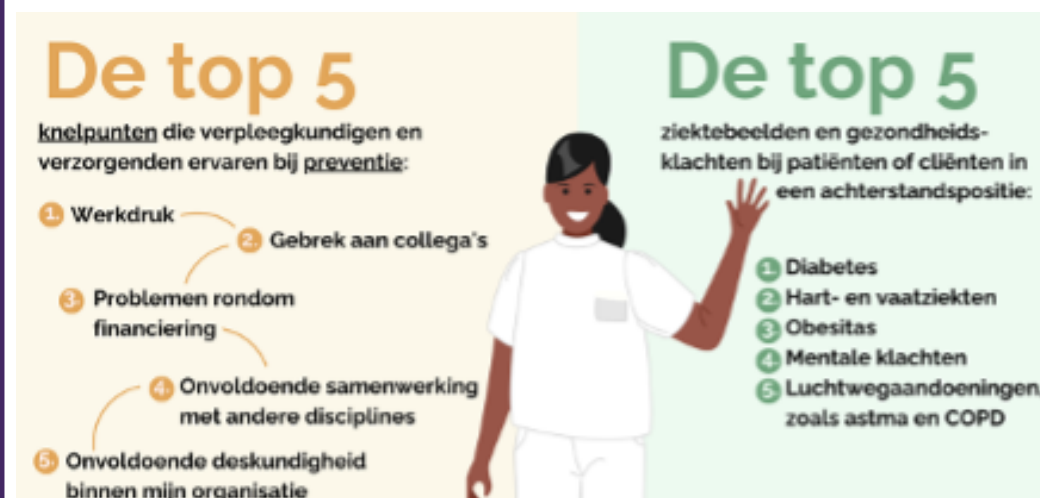 De top 5
knelpunten die verpleegkundigen en
verzorgenden ervaren bij preventie:
1. Werkdruk
2. Gebrek aan collega's
3. Problemen rondom
financiering
4. Onvoldoende samenwerking
met andere disciplines
5. Onvoldoende deskundigheid
binnen mijn organisatie
De top 5
ziektebeelden en gezondheids-
klachten bij patiënten of cliënten in
een achterstandspositie:
1. Diabetes
2. Hart- en vaatziekten
3. Obesitas
4. Mentale klachten
5. Luchtwegaandoeningen,
zoals astma en COPD